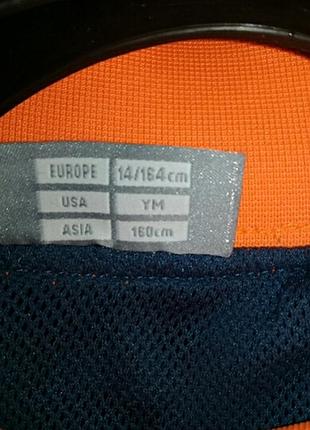 EUROPE 14/164cm
USA YM
ASIA 160cm